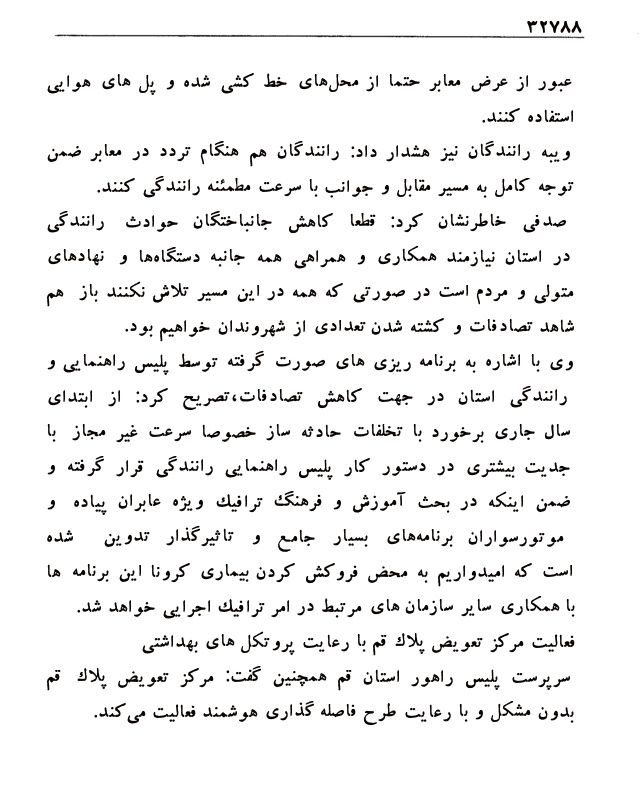 ۳۲۷۸۸
عبور از عرض معابر حتما از محل‌های خط کشی شده و پل های هوایی
استفاده کنند.
ویبه رانندگان نیز هشدار داد: رانندگان هم هنگام تردد در معابر ضمن
توجه کامل به مسیر مقابل و جوانب با سرعت مطمئنه رانندگی کنند.
صدفی خاطرنشان کرد: قطعا کاهش جانباختگان حوادث رانندگی
در استان نیازمند همکاری و همراهی همه جانبه دستگاه‌ها و نهادهای
متولی و مردم است در صورتی که همه در این مسیر تلاش نکنند باز هم
شاهد تصادفات و کشته شدن تعدادی از شهروندان خواهیم بود.
وی با اشاره به برنامه ریزی های صورت گرفته توسط پلیس راهنمایی و
رانندگی استان در جهت کاهش تصادفات،تصریح کرد: از ابتدای
سال جاری برخورد با تخلفات حادثه ساز خصوصا سرعت غیر مجاز با
جدیت بیشتری در دستور کار پلیس راهنمایی رانندگی قرار گرفته و
ضمن اینکه در بحث آموزش و فرهنگ ترافیك ویژه عابران پیاده و
موتورسواران برنامه‌های بسیار جامع و تاثیرگذار تدوین شده
است که امیدواریم به محض فروکش کردن بیماری کرونا این برنامه ها
با همکاری سایر سازمان های مرتبط در امر ترافیك اجرایی خواهد شد.
فعالیت مرکز تعویض پلاك قم با رعایت پروتکل های بهداشتی
سرپرست پلیس راهور استان قم همچنین گفت: مرکز تعویض پلاك قم
بدون مشکل و با رعایت طرح فاصله گذاری هوشمند فعالیت می‌کند.